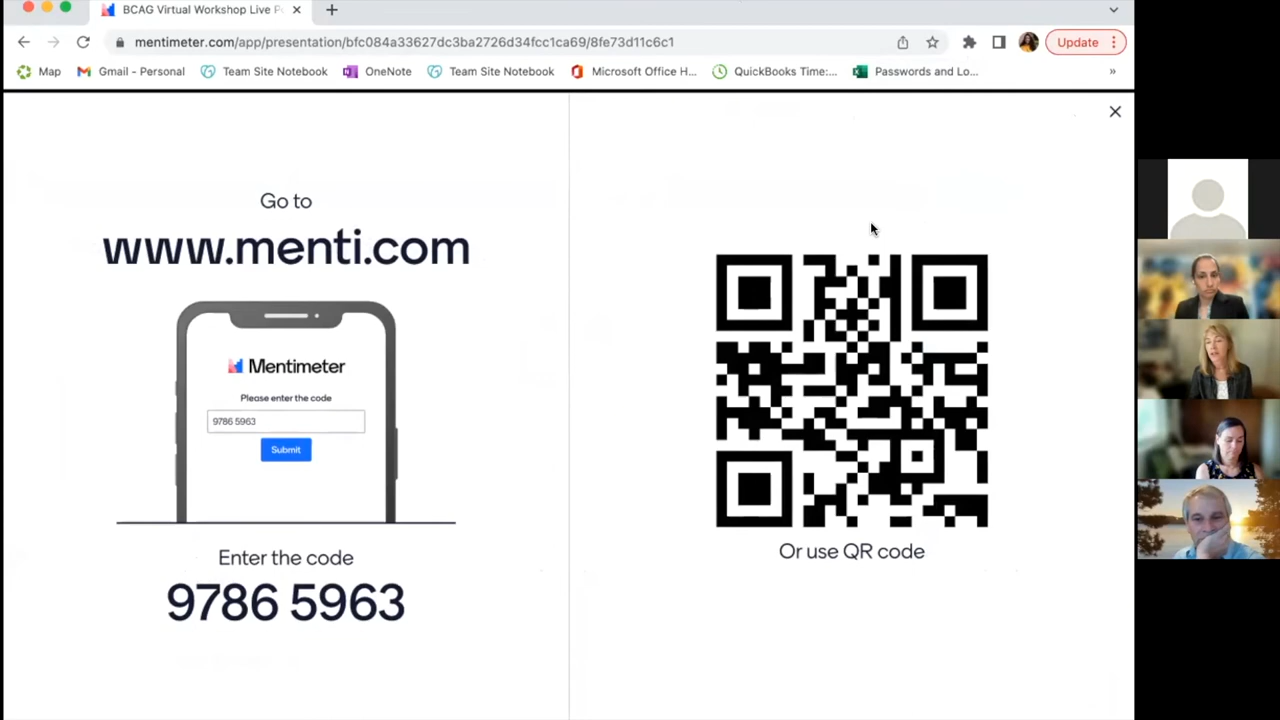 BCAG Virtual Workshop Live P
mentimeter.com/app/presentation/bfc084a33627dc3ba2726d34fcc1ca69/8fe73d11c6c1
Update
Map
Gmail - Personal
Team Site Notebook
OneNote
Team Site Notebook
Microsoft Office H...
QuickBooks Time:...
Passwords and Lo...
Go to
www.menti.com
Mentimeter
Please enter the code
9786 5963
Submit
Enter the code
9786 5963
Or use QR code